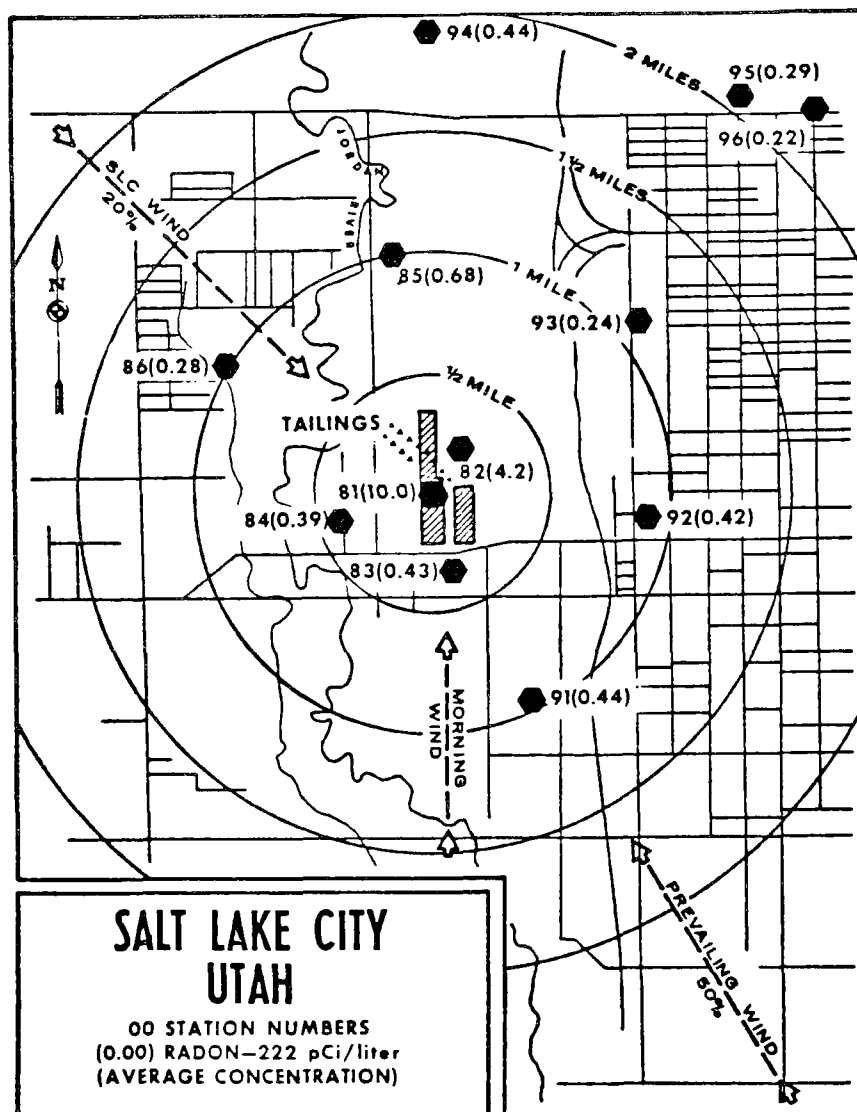 94(0.44)
2 MILES
95(0.29)
96(0.22)
JORDAN
RIVER
SLC WIND
20%
1 ½ MILES
N
85(0.68)
1 MILE
93(0.24)
86(0.28)
½ MILE
TAILINGS
82(4.2)
81(10.0)
84(0.39)
92(0.42)
83(0.43)
MORNING
WIND
91(0.44)
PREVAILING WIND
50%
SALT LAKE CITY
UTAH
00 STATION NUMBERS
(0.00) RADON—222 pCi/liter
(AVERAGE CONCENTRATION)